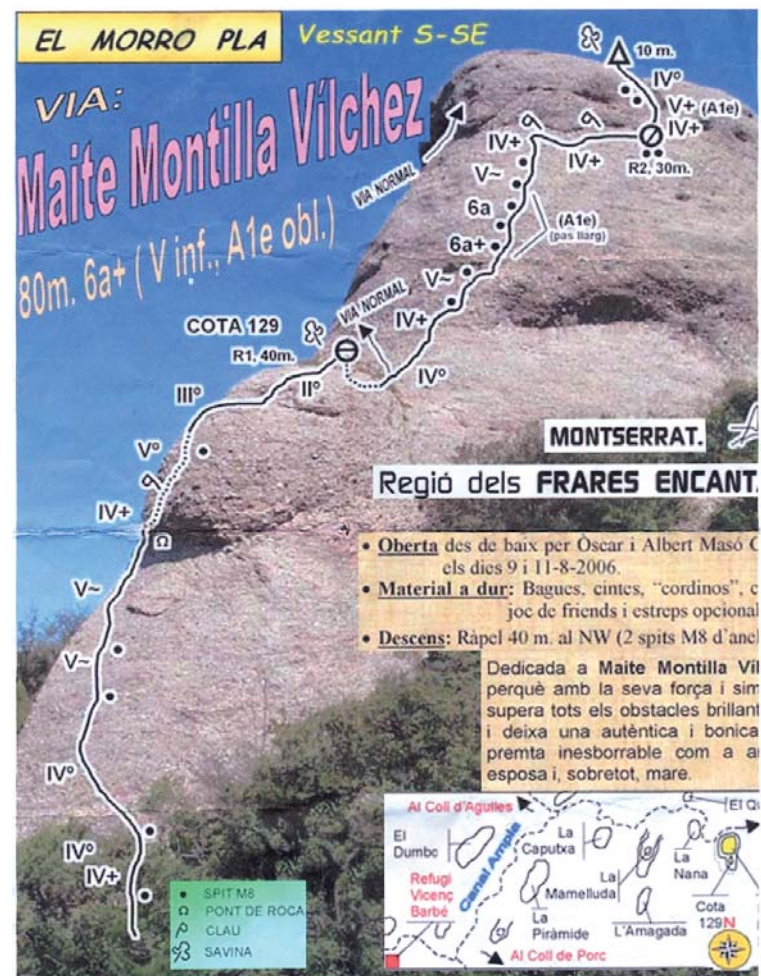 EL MORRO PLA
Vessant S-SE
VIA:
Maite Montilla Vílchez
80m. 6a+ ( V inf., A1e obl.)
10 m.
IVº
V+ (A1e)
IV+
R2, 30m.
IV+
IV+
V~
6a
(A1e)
(pas llarg)
6a+
V~
IV+
IVº
VIA NORMAL
VIA NORMAL
COTA 129
R1, 40m.
IIº
IIIº
Vº
IV+
V~
V~
IVº
IVº
IV+
MONTSERRAT.
Regió dels FRARES ENCANT
• Oberta des de baix per Òscar i Albert Masó
els dies 9 i 11-8-2006.
• Material a dur: Bagues, cintes, “cordinos”,
joc de friends i estreps opcional
• Descens: Ràpel 40 m. al NW (2 spits M8 d'ancl
Dedicada a Maite Montilla Víl
perquè amb la seva força i sim
supera tots els obstacles brillant
i deixa una autèntica i bonica
premta inesborrable com a a
esposa i, sobretot, mare.
SPIT M8
PONT DE ROCA
CLAU
SAVINA
Al Coll d'Agulles
El Dumbo
La Caputxa
Canal Ample
Refugi Vicenç Barbé
La Mamelluda
La Nana
El Qu
La Piràmide
L'Amagada
Cota 129
N
Al Coll de Porc